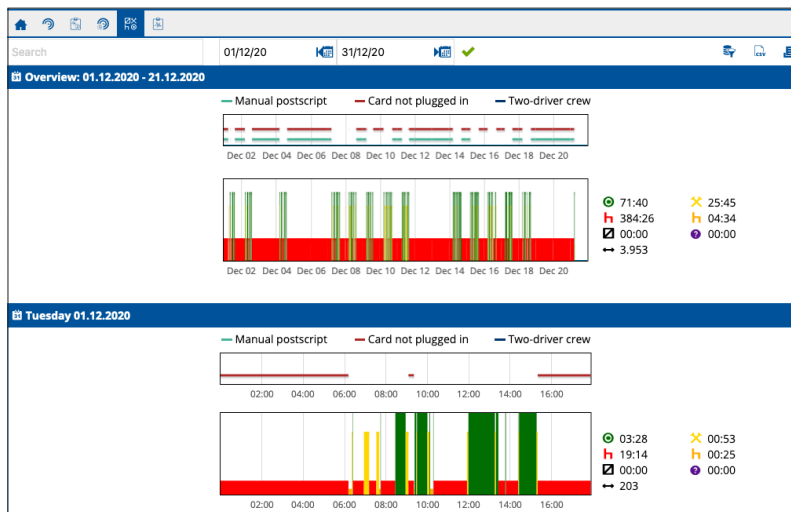 Search
01/12/20
31/12/20
CSV
Overview: 01.12.2020 - 21.12.2020
Manual postscript Card not plugged in Two-driver crew
Dec 02 Dec 04 Dec 06 Dec 08 Dec 10 Dec 12 Dec 14 Dec 16 Dec 18 Dec 20
71:40 25:45
384:26 04:34
00:00 00:00
3.953
Dec 02 Dec 04 Dec 06 Dec 08 Dec 10 Dec 12 Dec 14 Dec 16 Dec 18 Dec 20
Tuesday 01.12.2020
Manual postscript Card not plugged in Two-driver crew
02:00 04:00 06:00 08:00 10:00 12:00 14:00 16:00
03:28 00:53
19:14 00:25
00:00 00:00
203
02:00 04:00 06:00 08:00 10:00 12:00 14:00 16:00